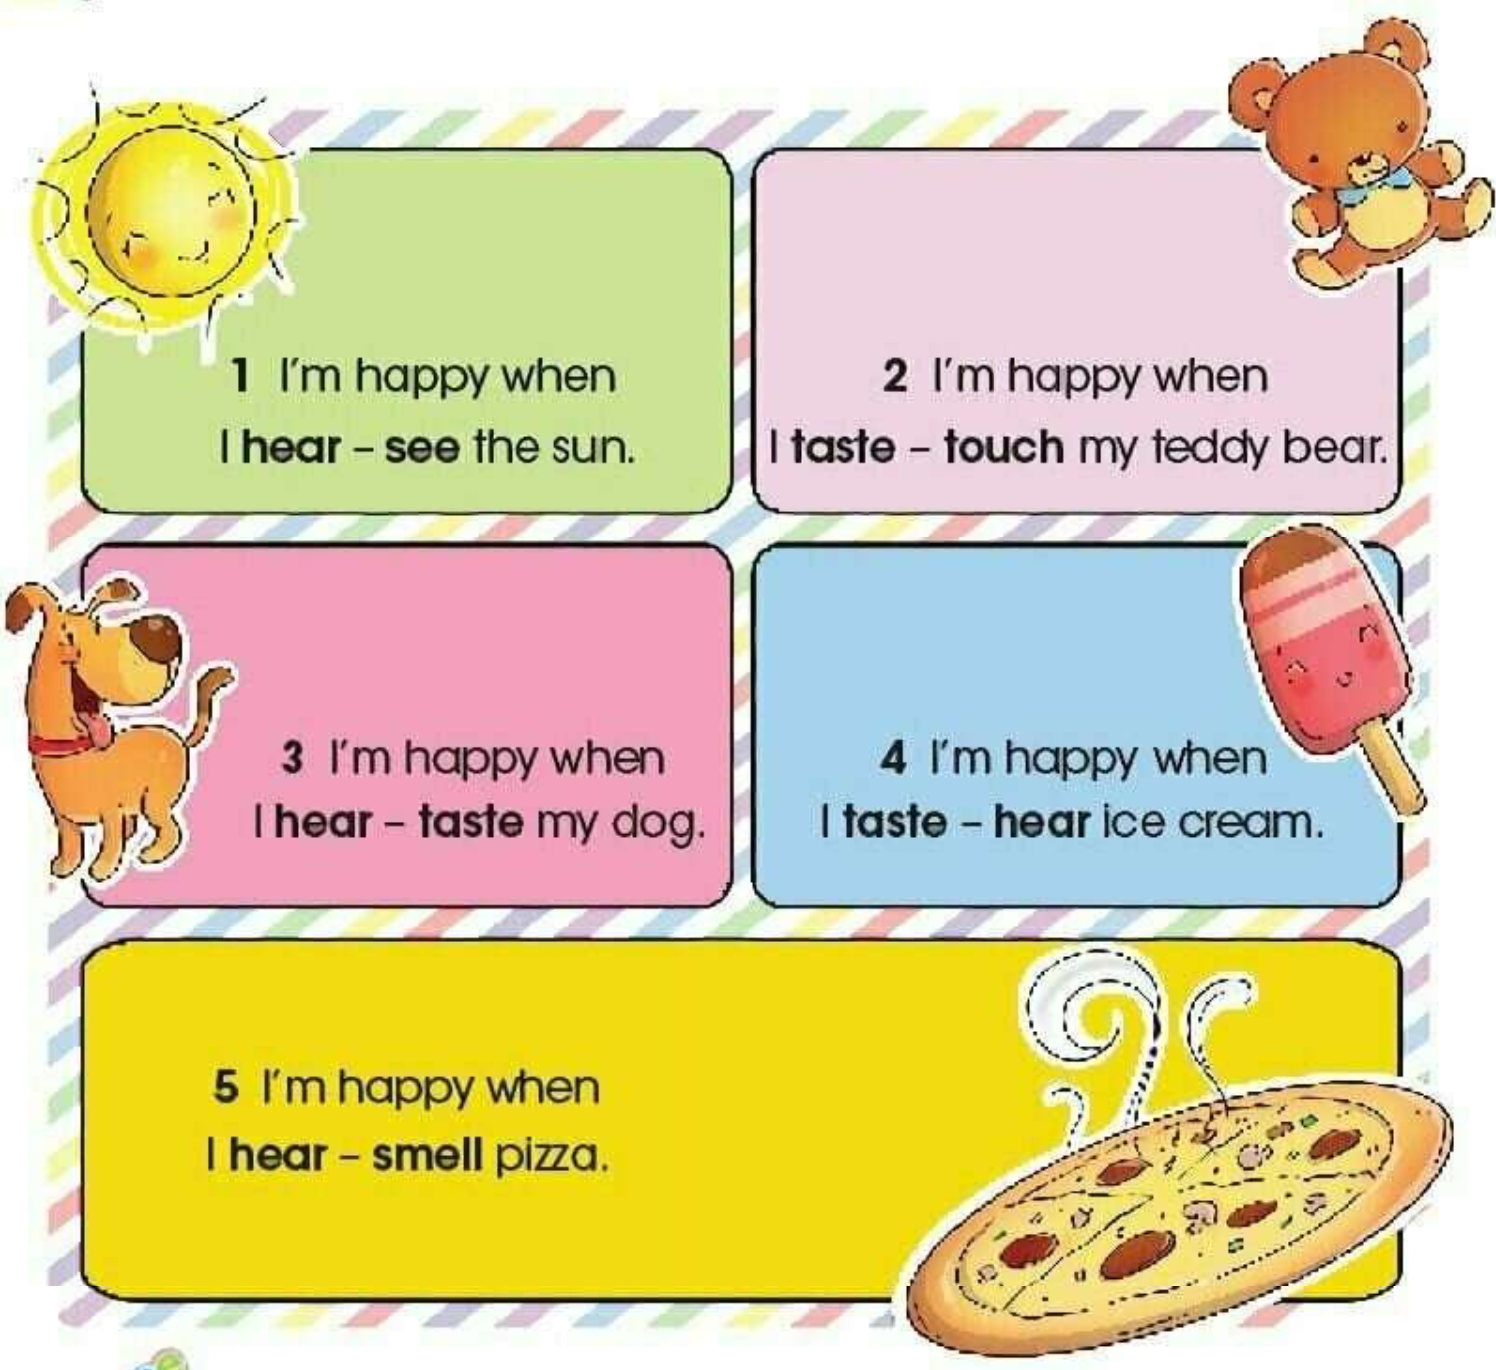 1 I'm happy when
I hear – see the sun.
2 I'm happy when
I taste – touch my teddy bear.
3 I'm happy when
I hear – taste my dog.
4 I'm happy when
I taste – hear ice cream.
5 I'm happy when
I hear – smell pizza.